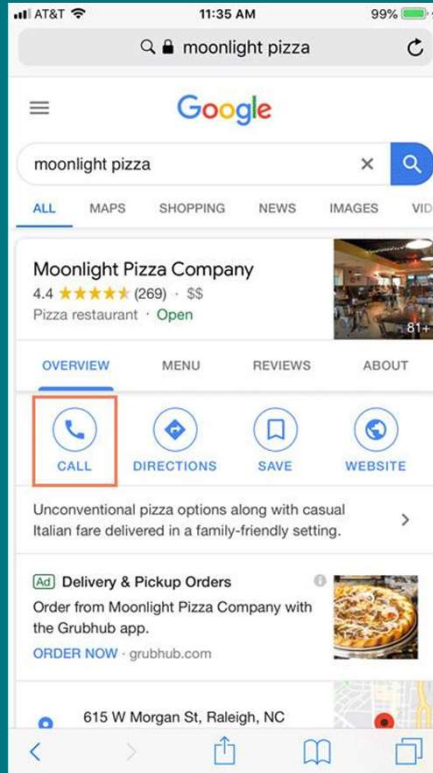 AT&T 11:35 AM 99%
moonlight pizza
Google
moonlight pizza
ALL MAPS SHOPPING NEWS IMAGES VID
Moonlight Pizza Company
4.4 (269) · $$
Pizza restaurant · Open
81+
OVERVIEW MENU REVIEWS ABOUT
CALL DIRECTIONS SAVE WEBSITE
Unconventional pizza options along with casual
Italian fare delivered in a family-friendly setting.
Ad Delivery & Pickup Orders
Order from Moonlight Pizza Company with
the Grubhub app.
ORDER NOW · grubhub.com
615 W Morgan St, Raleigh, NC